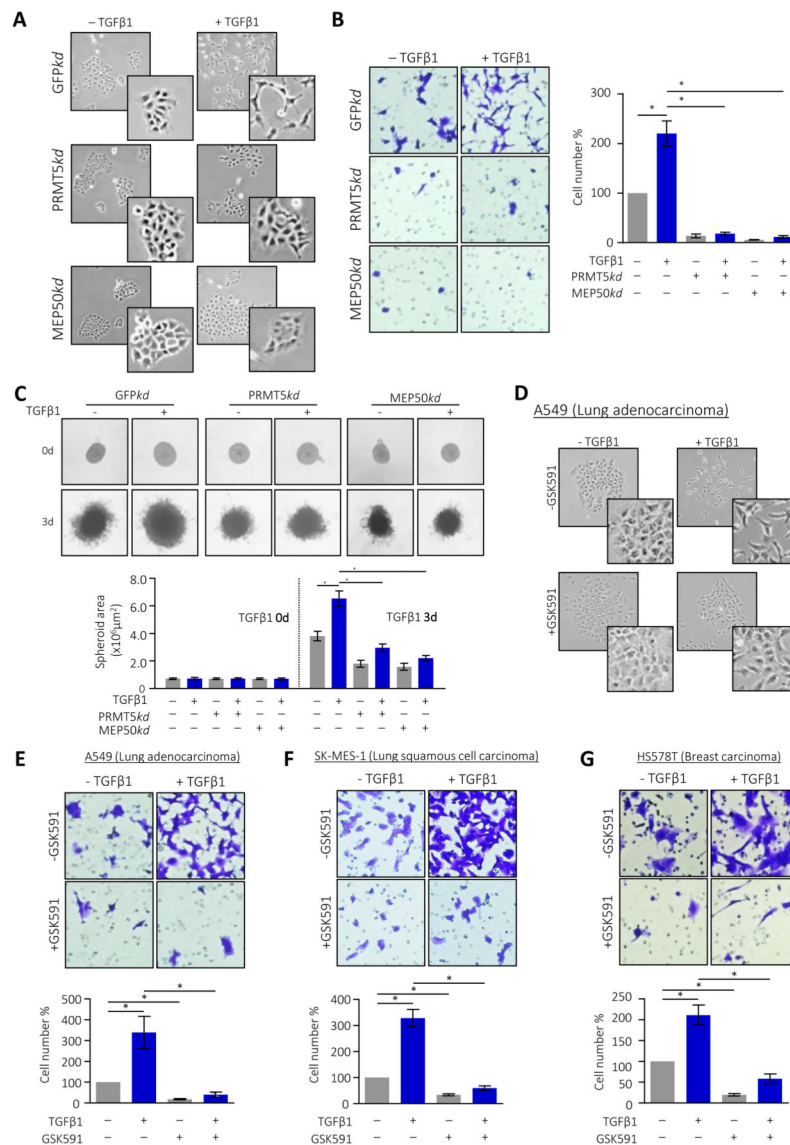 A
– TGFβ1 + TGFβ1
GFPkd
PRMT5kd
MEP50kd
B
– TGFβ1 + TGFβ1
GFPkd
PRMT5kd
MEP50kd
Cell number %
300
200
100
0
*
*
*
TGFβ1 – + – + – +
PRMT5kd – – + + – –
MEP50kd – – – – + +
C
GFPkd PRMT5kd MEP50kd
TGFβ1 - + - + - +
0d
3d
Spheroid area
(x10⁶µm²)
8.0
6.0
4.0
2.0
0
TGFβ1 0d
TGFβ1 3d
*
*
*
TGFβ1 – + – + – + – + – + – +
PRMT5kd – – + + – – – – + + – –
MEP50kd – – – – + + – – – – + +
D
A549 (Lung adenocarcinoma)
- TGFβ1 + TGFβ1
-GSK591
+GSK591
E
A549 (Lung adenocarcinoma)
- TGFβ1 + TGFβ1
-GSK591
+GSK591
Cell number %
500
400
300
200
100
0
*
*
*
TGFβ1 – + – +
GSK591 – – + +
F
SK-MES-1 (Lung squamous cell carcinoma)
- TGFβ1 + TGFβ1
-GSK591
+GSK591
Cell number %
400
300
200
100
0
*
*
*
TGFβ1 – + – +
GSK591 – – + +
G
HS578T (Breast carcinoma)
- TGFβ1 + TGFβ1
-GSK591
+GSK591
Cell number %
250
200
150
100
50
0
*
*
*
TGFβ1 – + – +
GSK591 – – + +